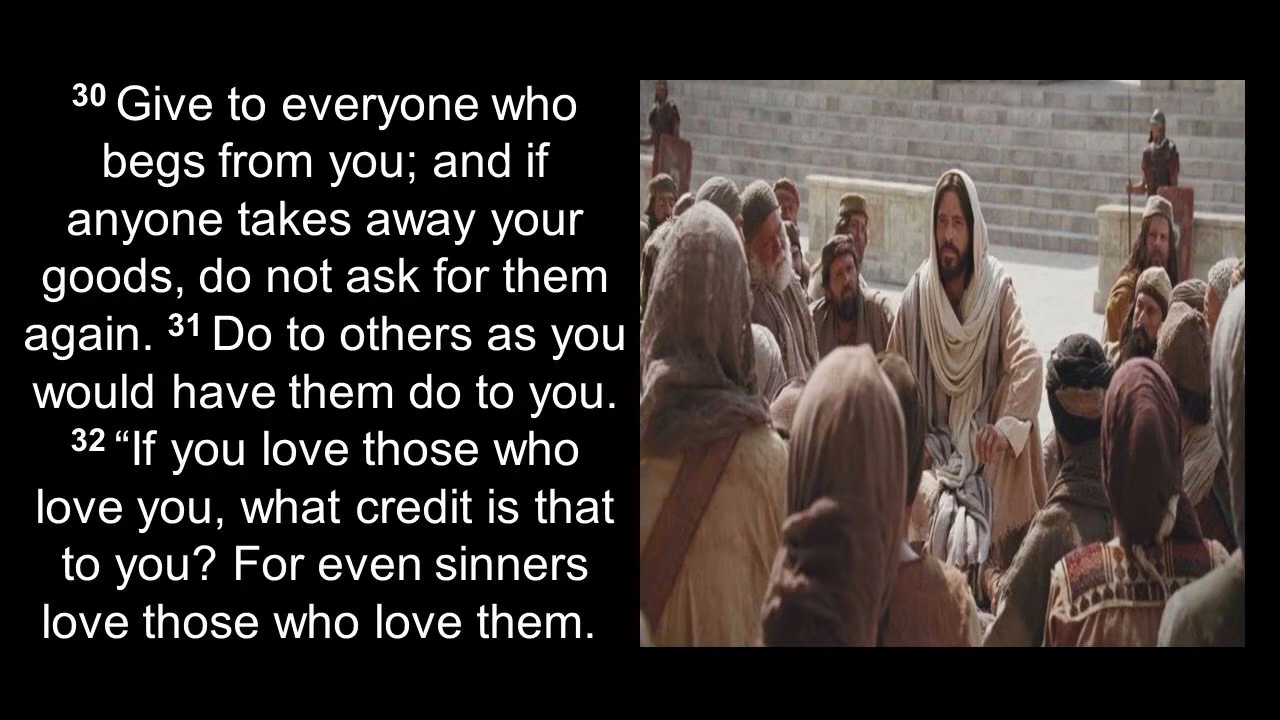 30 Give to everyone who
begs from you; and if
anyone takes away your
goods, do not ask for them
again. 31 Do to others as you
would have them do to you.
32 “If you love those who
love you, what credit is that
to you? For even sinners
love those who love them.